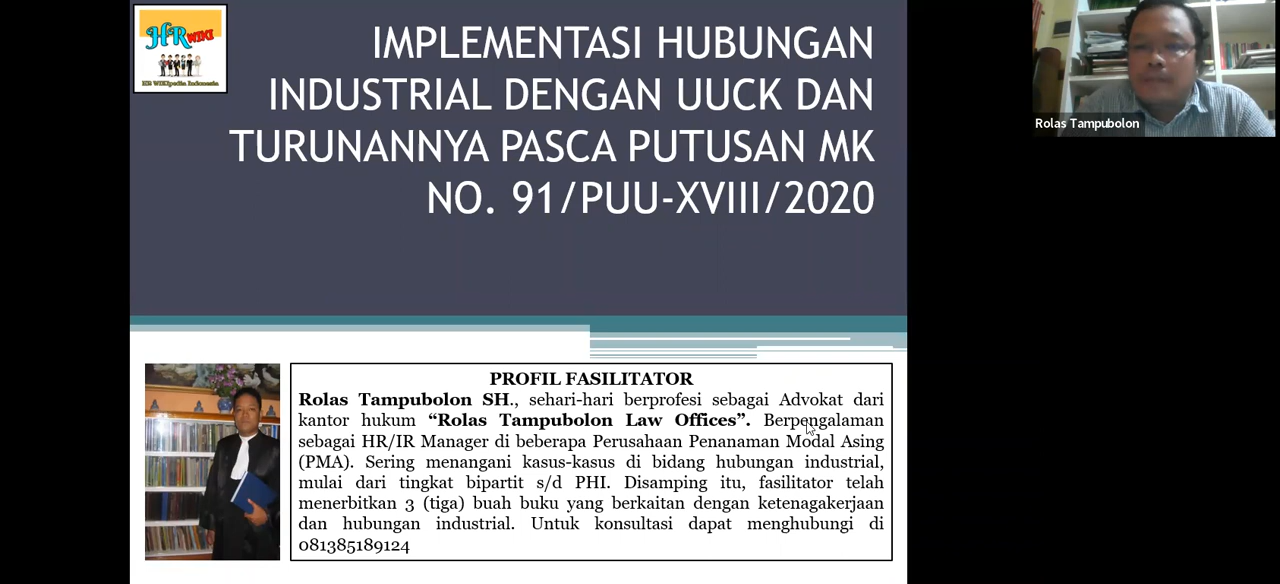 HRWIKI
HR WIKIpedia Indonesia
IMPLEMENTASI HUBUNGAN
INDUSTRIAL DENGAN UUCK DAN
TURUNANNYA PASCA PUTUSAN MK
NO. 91/PUU-XVIII/2020
Rolas Tampubolon
PROFIL FASILITATOR
Rolas Tampubolon SH., sehari-hari berprofesi sebagai Advokat dari
kantor hukum “Rolas Tampubolon Law Offices”. Berpengalaman
sebagai HR/IR Manager di beberapa Perusahaan Penanaman Modal Asing
(PMA). Sering menangani kasus-kasus di bidang hubungan industrial,
mulai dari tingkat bipartit s/d PHI. Disamping itu, fasilitator telah
menerbitkan 3 (tiga) buah buku yang berkaitan dengan ketenagakerjaan
dan hubungan industrial. Untuk konsultasi dapat menghubungi di
081385189124